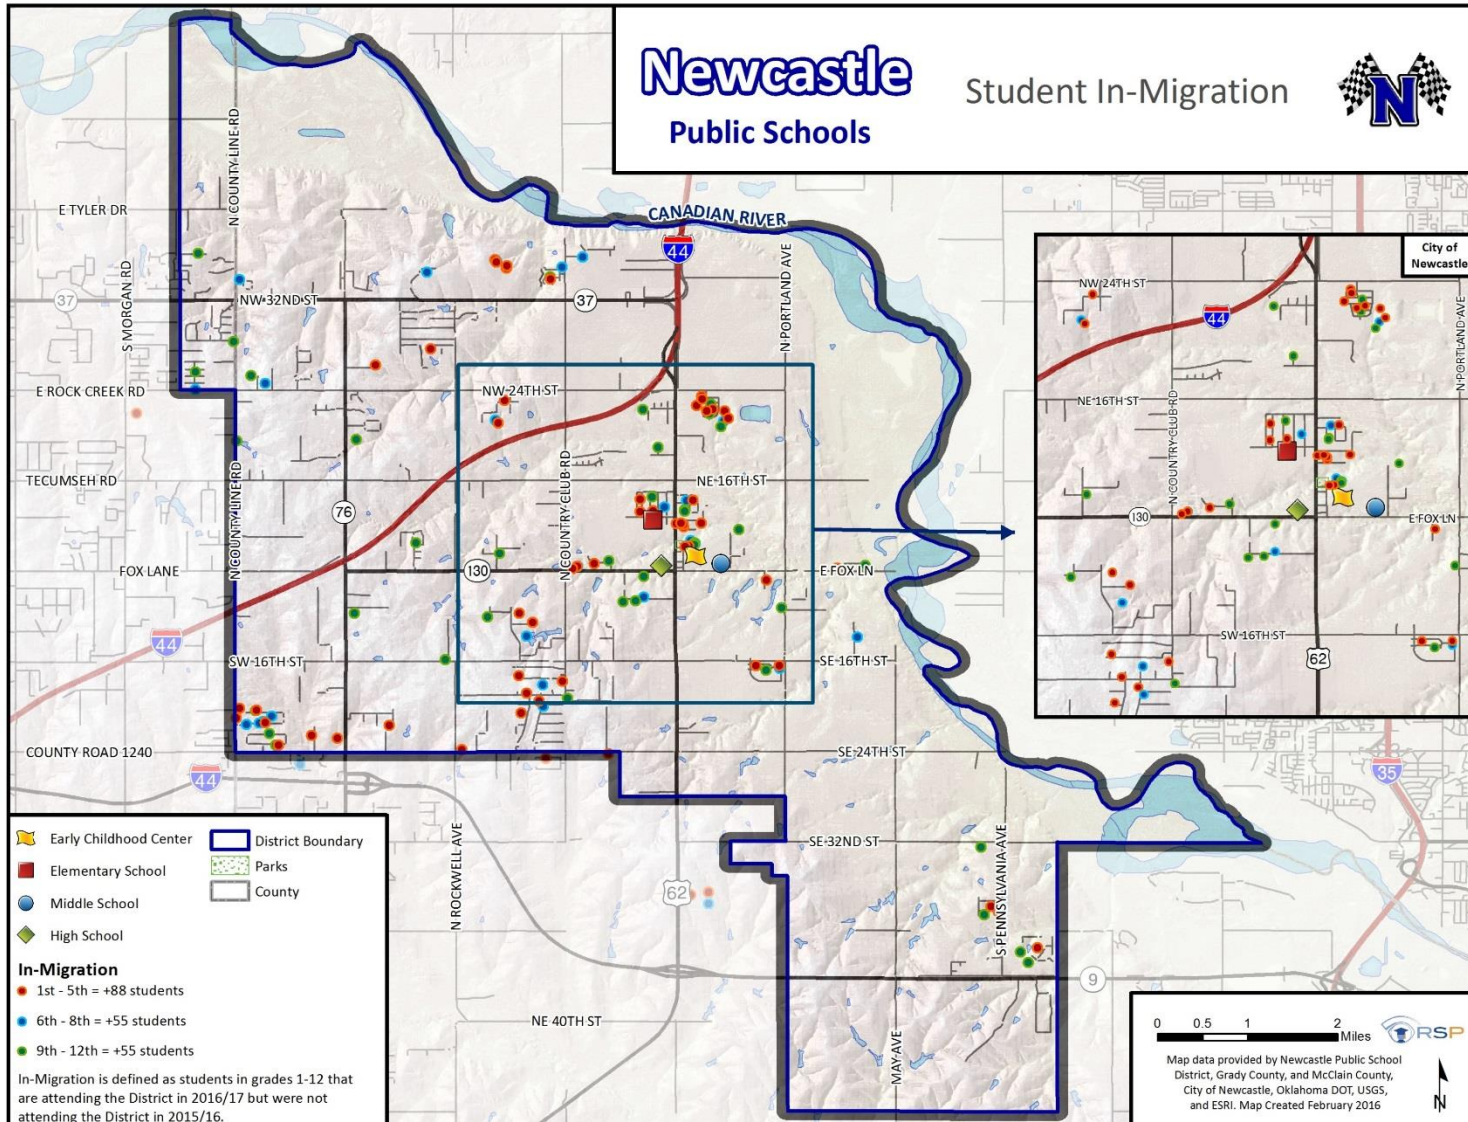 Newcastle
Public Schools
Student In-Migration
N
CANADIAN RIVER
44
N COUNTY LINE RD
E TYLER DR
S MORGAN RD
37
NW 32ND ST
37
N PORTLAND AVE
E ROCK CREEK RD
NW 24TH ST
TECUMSEH RD
N COUNTY LINE RD
76
N COUNTRY CLUB RD
NE 16TH ST
FOX LANE
130
E FOX LN
44
SW 16TH ST
SE 16TH ST
COUNTY ROAD 1240
44
SE 24TH ST
SE 32ND ST
N ROCKWELL AVE
62
S PENNSYLVANIA AVE
9
NE 40TH ST
MAY AVE
35
City of
Newcastle
NW 24TH ST
44
N PORTLAND AVE
NE 16TH ST
N COUNTRY CLUB RD
130
E FOX LN
SW 16TH ST
62
Early Childhood Center
Elementary School
Middle School
High School
District Boundary
Parks
County
In-Migration
1st - 5th = +88 students
6th - 8th = +55 students
9th - 12th = +55 students
In-Migration is defined as students in grades 1-12 that
are attending the District in 2016/17 but were not
attending the District in 2015/16.
0 0.5 1 2
Miles
RSP
Map data provided by Newcastle Public School
District, Grady County, and McClain County,
City of Newcastle, Oklahoma DOT, USGS,
and ESRI. Map Created February 2016
N